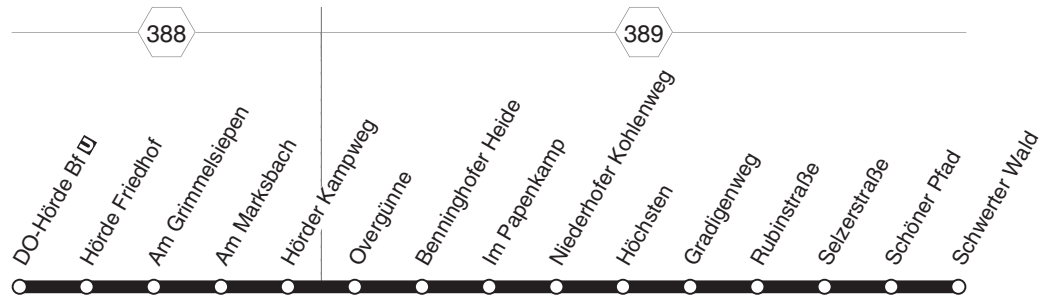 388
389
DO-Hörde Bf U
Hörde Friedhof
Am Grimmelsiepen
Am Marksbach
Hörder Kampweg
Overgünne
Benninghofer Heide
Im Papenkamp
Niederhofer Kohlenweg
Höchsten
Gradigenweg
Rubinstraße
Selzerstraße
Schöner Pfad
Schwerter Wald